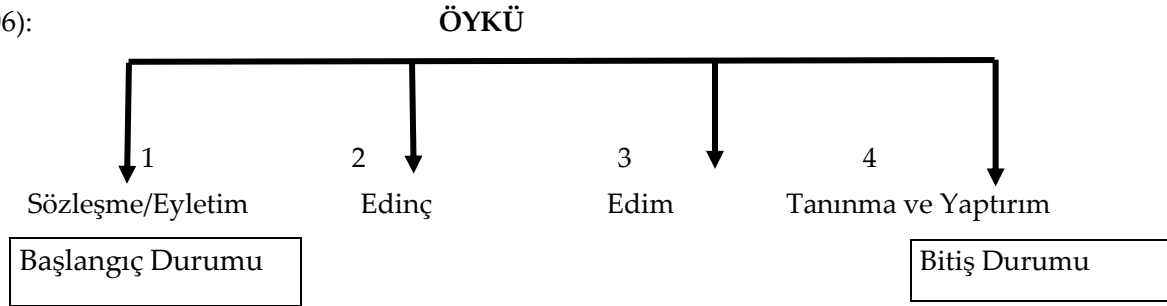 6): ÖYKÜ
1 2 3 4
Sözleşme/Eyletim Edinç Edim Tanınma ve Yaptırım
Başlangıç Durumu Bitiş Durumu